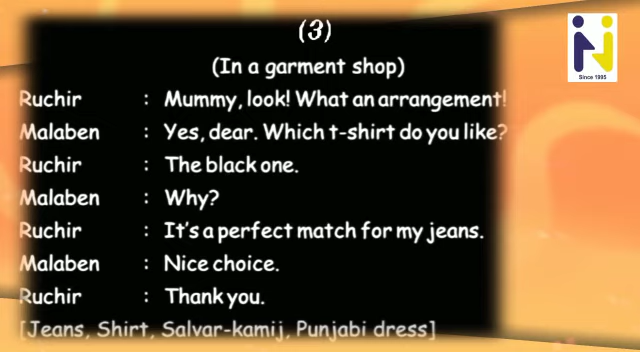 (3)
(In a garment shop)
Ruchir : Mummy, look! What an arrangement!
Malaben : Yes, dear. Which t-shirt do you like?
Ruchir : The black one.
Malaben : Why?
Ruchir : It's a perfect match for my jeans.
Malaben : Nice choice.
Ruchir : Thank you.
[Jeans, Shirt, Salvar-kamij, Punjabi dress]
Since 1995